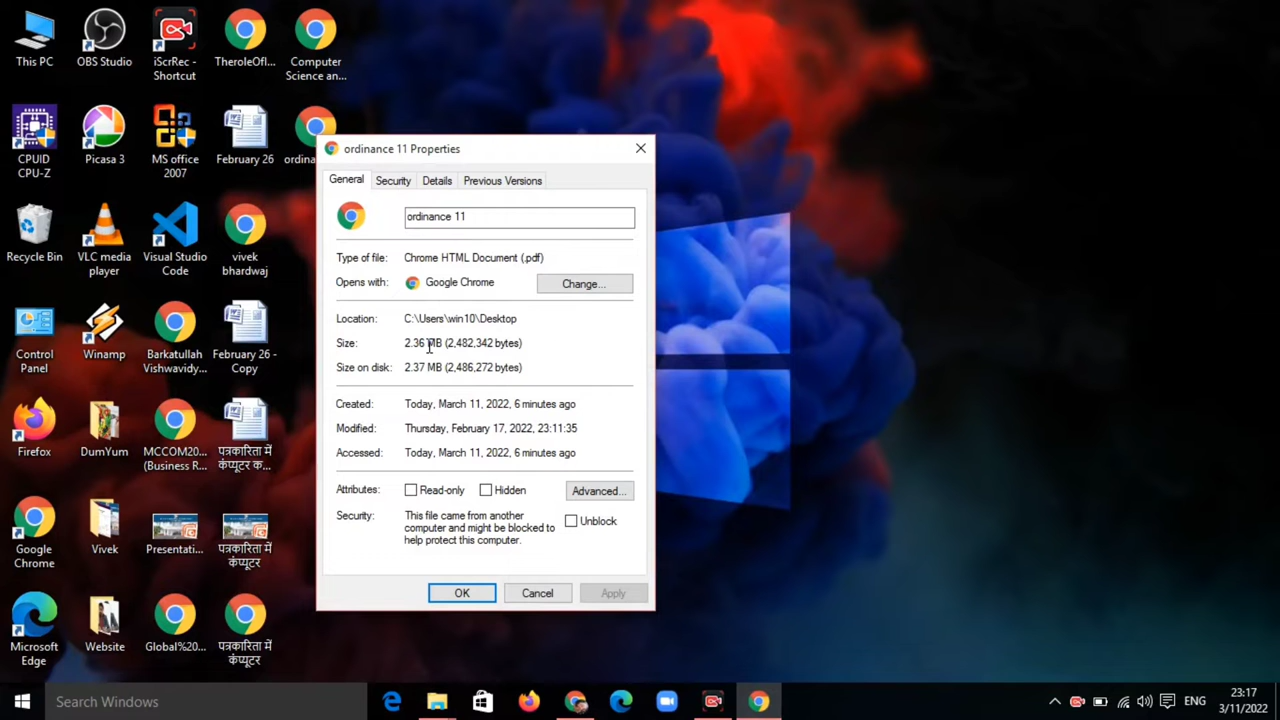 This PC
OBS Studio
iScrRec -
Shortcut
TheroleOfl...
Computer
Science an...
CPUID
CPU-Z
Picasa 3
MS office
2007
February 26
ordina
Recycle Bin
VLC media
player
Visual Studio
Code
vivek
bhardwaj
Control
Panel
Winamp
Barkatullah
Vishwavidy...
February 26 -
Copy
Firefox
DumYum
MCCOM20...
(Business R...
पत्रकारिता में
कंप्यूटर क...
Google
Chrome
Vivek
Presentati...
पत्रकारिता में
कंप्यूटर
Microsoft
Edge
Website
Global%20...
पत्रकारिता में
कंप्यूटर
ordinance 11 Properties
General Security Details Previous Versions
ordinance 11
Type of file: Chrome HTML Document (.pdf)
Opens with: Google Chrome Change...
Location: C:\Users\win10\Desktop
Size: 2.36 MB (2,482,342 bytes)
Size on disk: 2.37 MB (2,486,272 bytes)
Created: Today, March 11, 2022, 6 minutes ago
Modified: Thursday, February 17, 2022, 23:11:35
Accessed: Today, March 11, 2022, 6 minutes ago
Attributes: Read-only Hidden Advanced...
Security: This file came from another
computer and might be blocked to
help protect this computer.
Unblock
OK Cancel Apply
Search Windows
ENG
23:17
3/11/2022